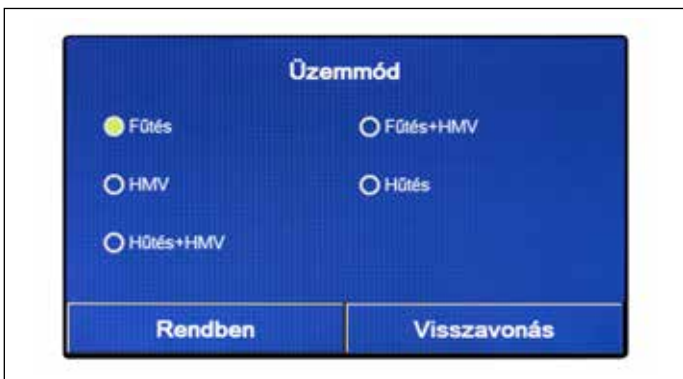 Üzemmód
Fűtés
Fűtés+HMV
HMV
Hűtés
Hűtés+HMV
Rendben
Visszavonás